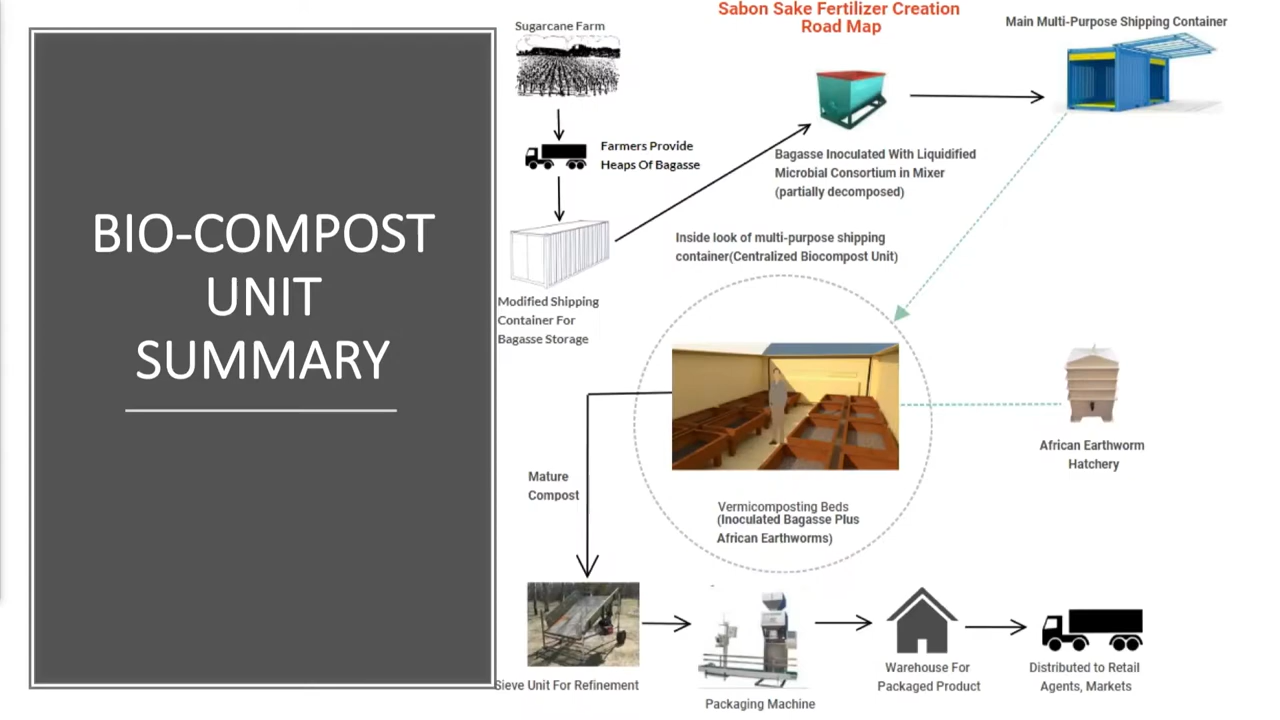 BIO-COMPOST
UNIT
SUMMARY
Sabon Sake Fertilizer Creation
Road Map
Sugarcane Farm
Farmers Provide
Heaps Of Bagasse
Modified Shipping
Container For
Bagasse Storage
Bagasse Inoculated With Liquidified
Microbial Consortium in Mixer
(partially decomposed)
Main Multi-Purpose Shipping Container
Inside look of multi-purpose shipping
container(Centralized Biocompost Unit)
Vermicomposting Beds
(Inoculated Bagasse Plus
African Earthworms)
African Earthworm
Hatchery
Mature
Compost
Sieve Unit For Refinement
Packaging Machine
Warehouse For
Packaged Product
Distributed to Retail
Agents, Markets